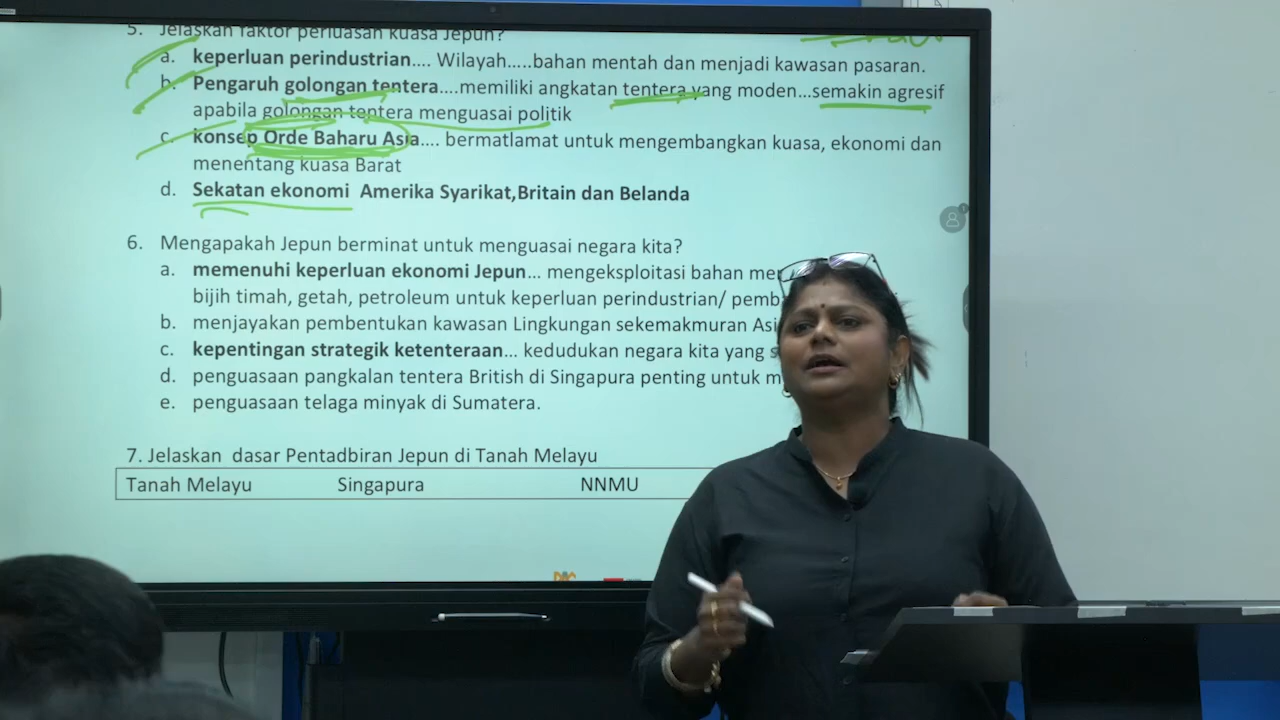 5. Jelaskan faktor perluasan kuasa Jepun?
a. keperluan perindustrian.... Wilayah.....bahan mentah dan menjadi kawasan pasaran.
b. Pengaruh golongan tentera....memiliki angkatan tentera yang moden...semakin agresif
apabila golongan tentera menguasai politik
c. konsep Orde Baharu Asia.... bermatlamat untuk mengembangkan kuasa, ekonomi dan
menentang kuasa Barat
d. Sekatan ekonomi Amerika Syarikat,Britain dan Belanda
6. Mengapakah Jepun berminat untuk menguasai negara kita?
a. memenuhi keperluan ekonomi Jepun... mengeksploitasi bahan
bijih timah, getah, petroleum untuk keperluan perindustrian/
b. menjayakan pembentukan kawasan Lingkungan sekemakmuran
c. kepentingan strategik ketenteraan... kedudukan negara kita yang
d. penguasaan pangkalan tentera British di Singapura penting untuk
e. penguasaan telaga minyak di Sumatera.
7. Jelaskan dasar Pentadbiran Jepun di Tanah Melayu
Tanah Melayu Singapura NNMU